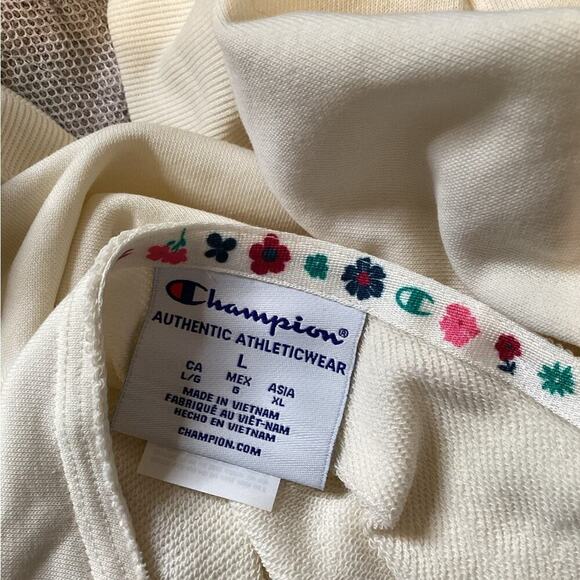 Champion®
AUTHENTIC ATHLETICWEAR
L
CA MEX ASIA
L/G G XL
MADE IN VIETNAM
FABRIQUÉ AU VIÊT-NAM
HECHO EN VIETNAM
CHAMPION.COM